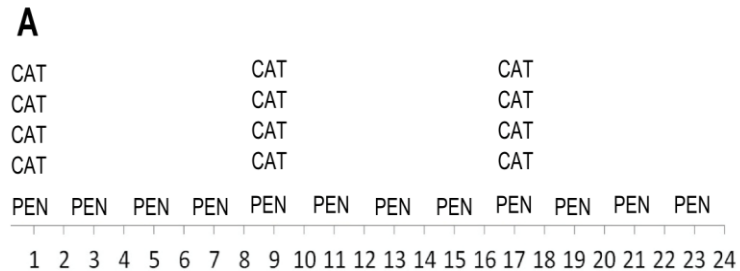 A
CAT CAT CAT
CAT CAT CAT
CAT CAT CAT
CAT CAT CAT
PEN PEN PEN PEN PEN PEN PEN PEN PEN PEN PEN PEN
1 2 3 4 5 6 7 8 9 10 11 12 13 14 15 16 17 18 19 20 21 22 23 24